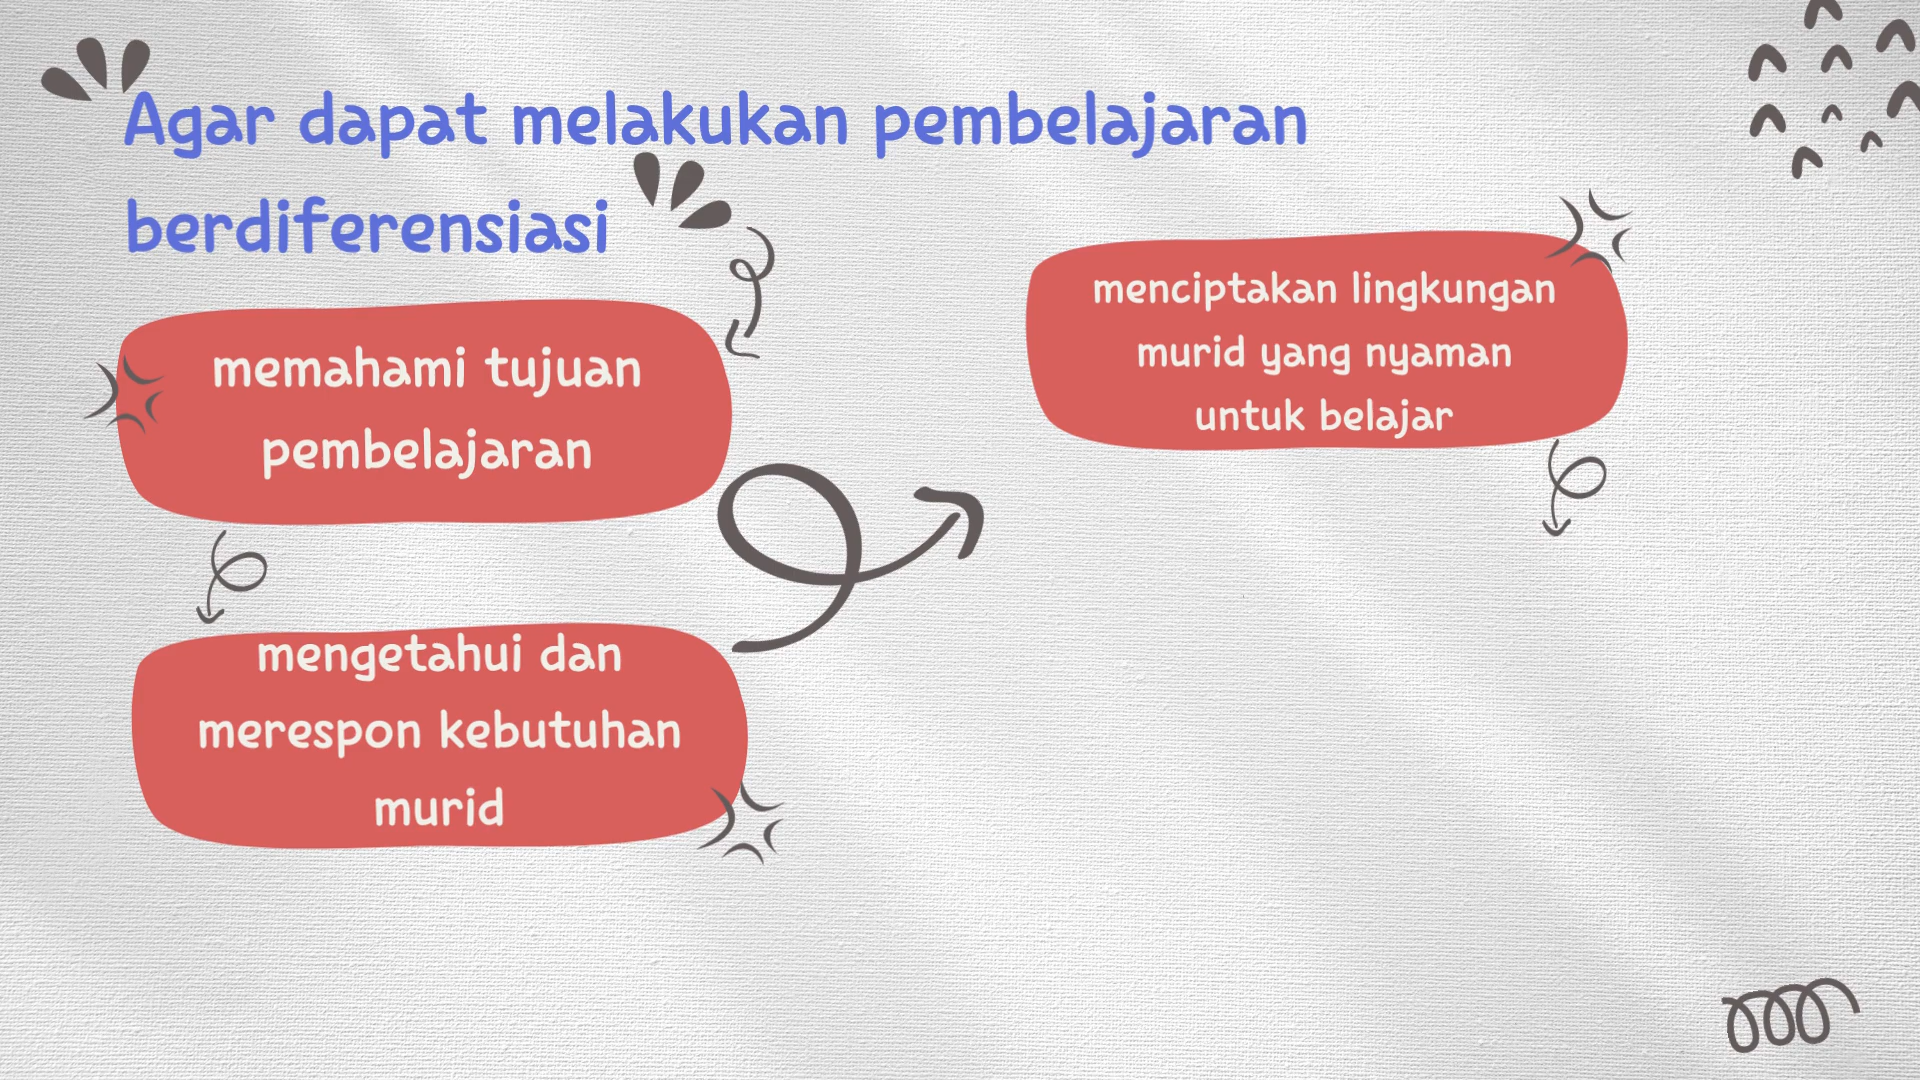 Agar dapat melakukan pembelajaran
berdiferensiasi
memahami tujuan
pembelajaran
mengetahui dan
merespon kebutuhan
murid
menciptakan lingkungan
murid yang nyaman
untuk belajar